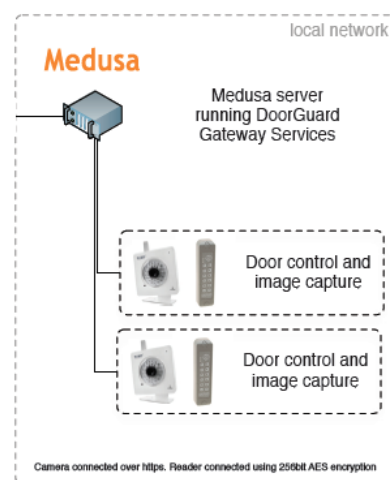 local network
Medusa
Medusa server
running DoorGuard
Gateway Services
Door control and
image capture
Door control and
image capture
Camera connected over https. Reader connected using 256bit AES encryption